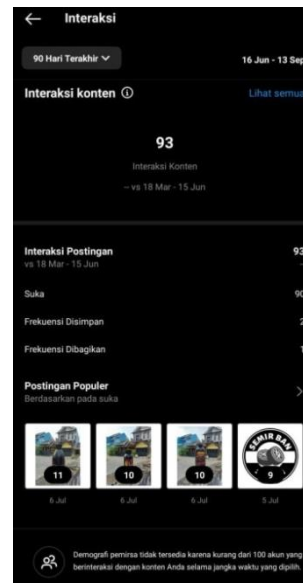 Interaksi
90 Hari Terakhir
16 Jun - 13 Sep
Interaksi konten
Lihat semua
93
Interaksi Konten
-- vs 18 Mar - 15 Jun
Interaksi Postingan
93
vs 18 Mar - 15 Jun
--
Suka
90
Frekuensi Disimpan
2
Frekuensi Dibagikan
1
Postingan Populer
Berdasarkan pada suka
SEMIR BAN
11
10
10
9
6 Jul
6 Jul
6 Jul
5 Jul
Demografi pemirsa tidak tersedia karena kurang dari 100 akun yang
berinteraksi dengan konten Anda selama jangka waktu yang dipilih.